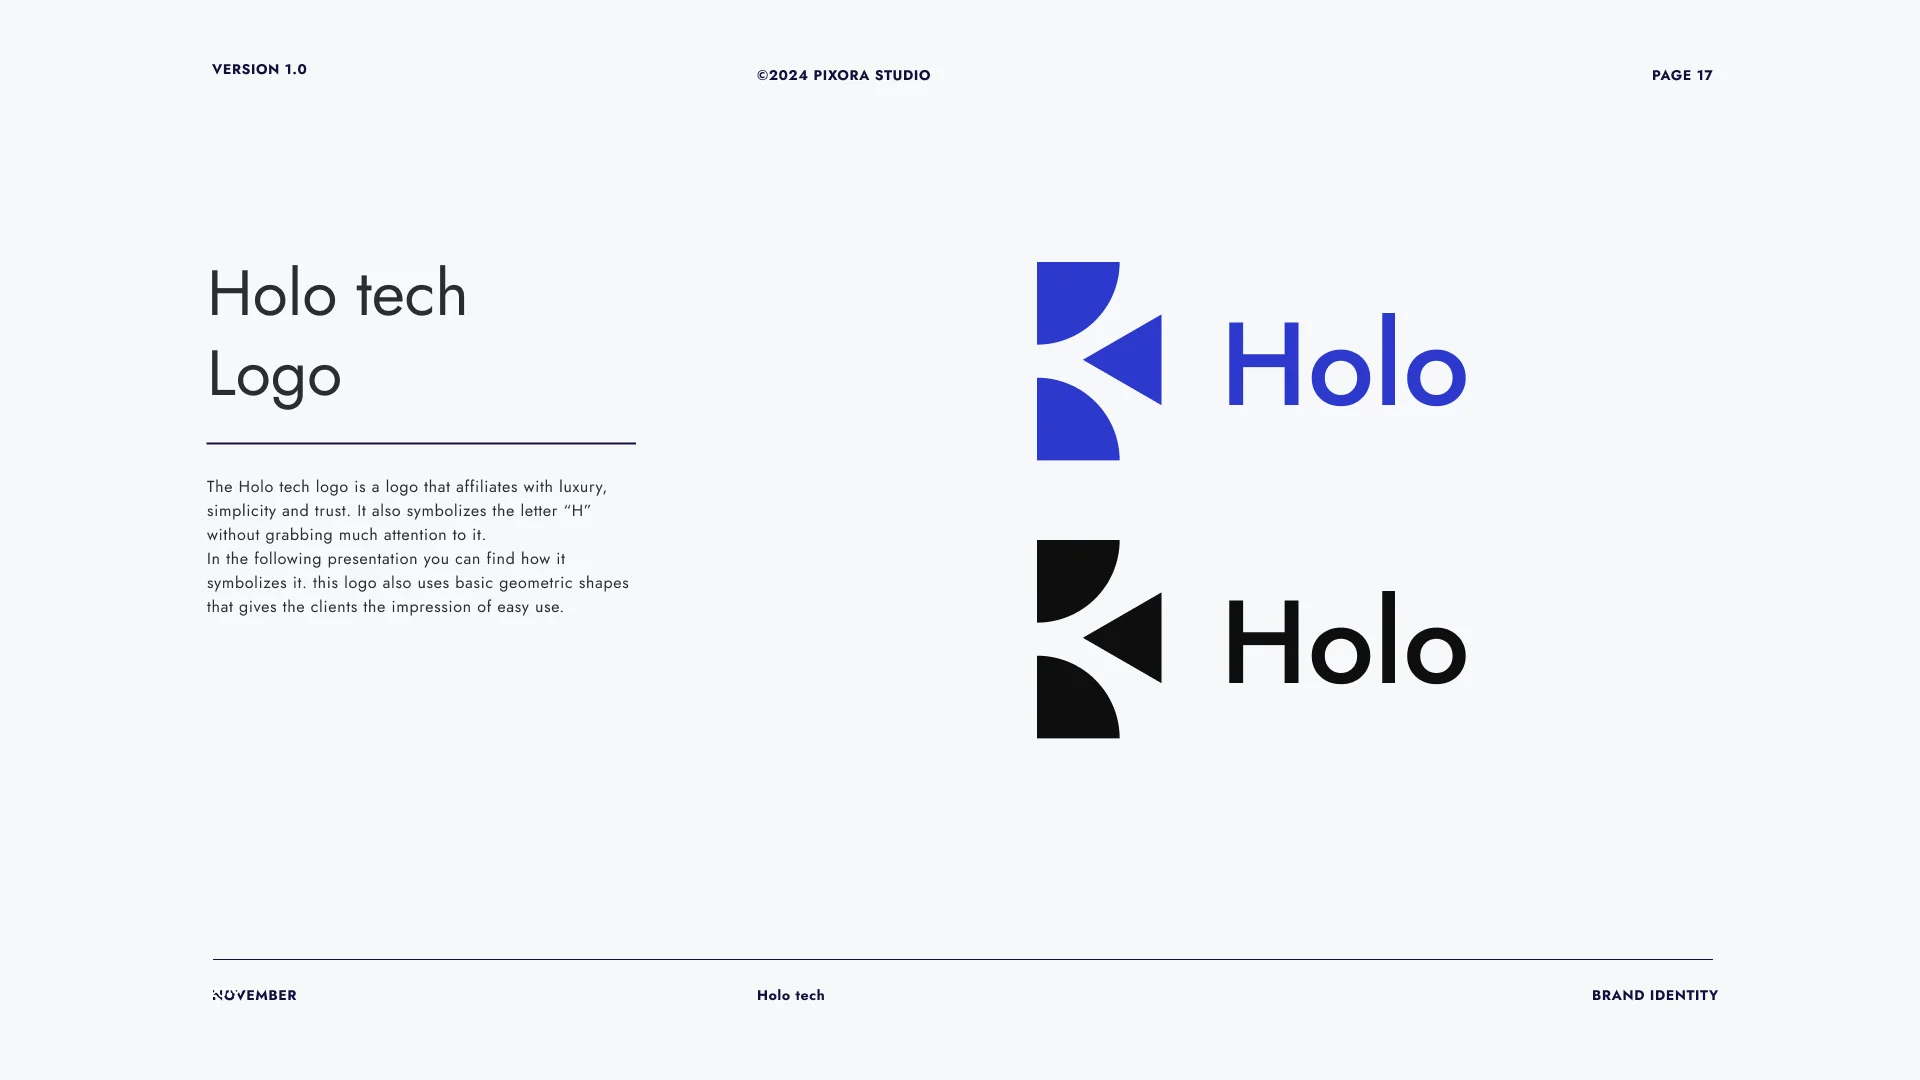 VERSION 1.0
©2024 PIXORA STUDIO
PAGE 17
Holo tech
Logo
The Holo tech logo is a logo that affiliates with luxury,
simplicity and trust. It also symbolizes the letter “H”
without grabbing much attention to it.
In the following presentation you can find how it
symbolizes it. this logo also uses basic geometric shapes
that gives the clients the impression of easy use.
Holo
Holo
NOVEMBER
Holo tech
BRAND IDENTITY